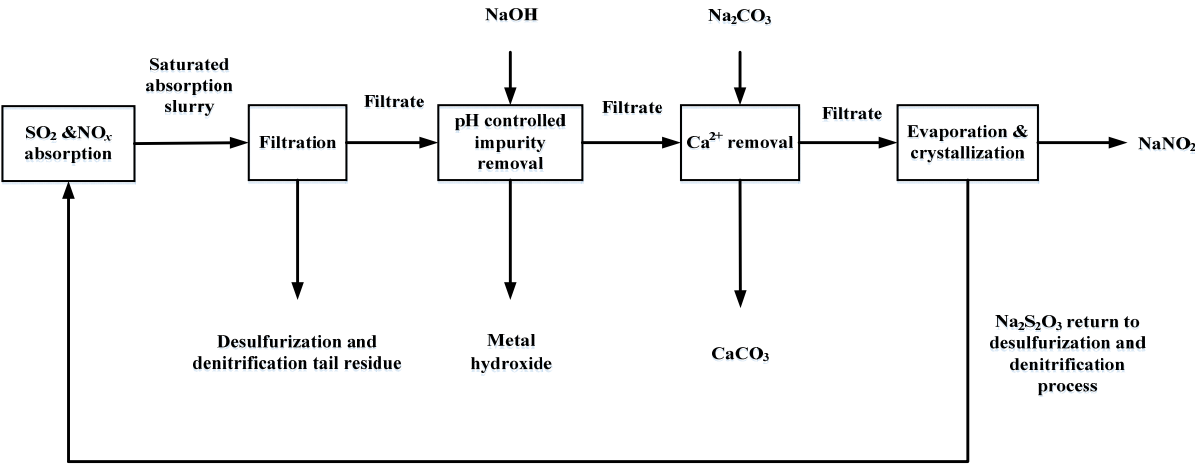 NaOH
Na₂CO₃
Saturated
absorption
slurry
Filtrate
Filtrate
Filtrate
SO₂ &NOₓ
absorption
Filtration
pH controlled
impurity
removal
Ca²⁺ removal
Evaporation &
crystallization
NaNO₂
Desulfurization and
denitrification tail residue
Metal
hydroxide
CaCO₃
Na₂S₂O₃ return to
desulfurization and
denitrification
process